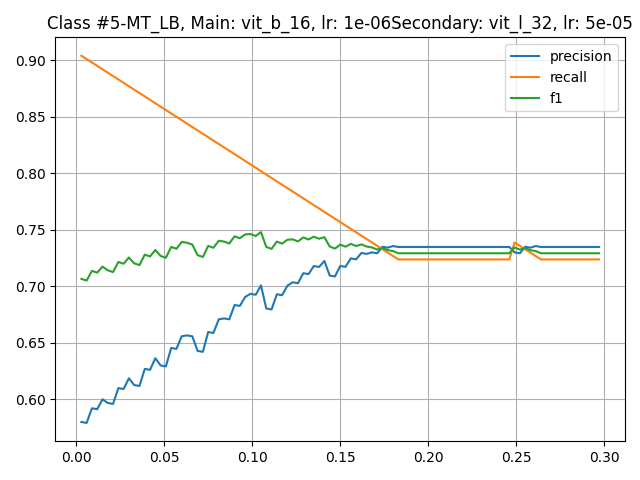 Class #5-MT_LB, Main: vit_b_16, lr: 1e-06Secondary: vit_l_32, lr: 5e-05
precision
recall
f1
0.90
0.85
0.80
0.75
0.70
0.65
0.60
0.00 0.05 0.10 0.15 0.20 0.25 0.30